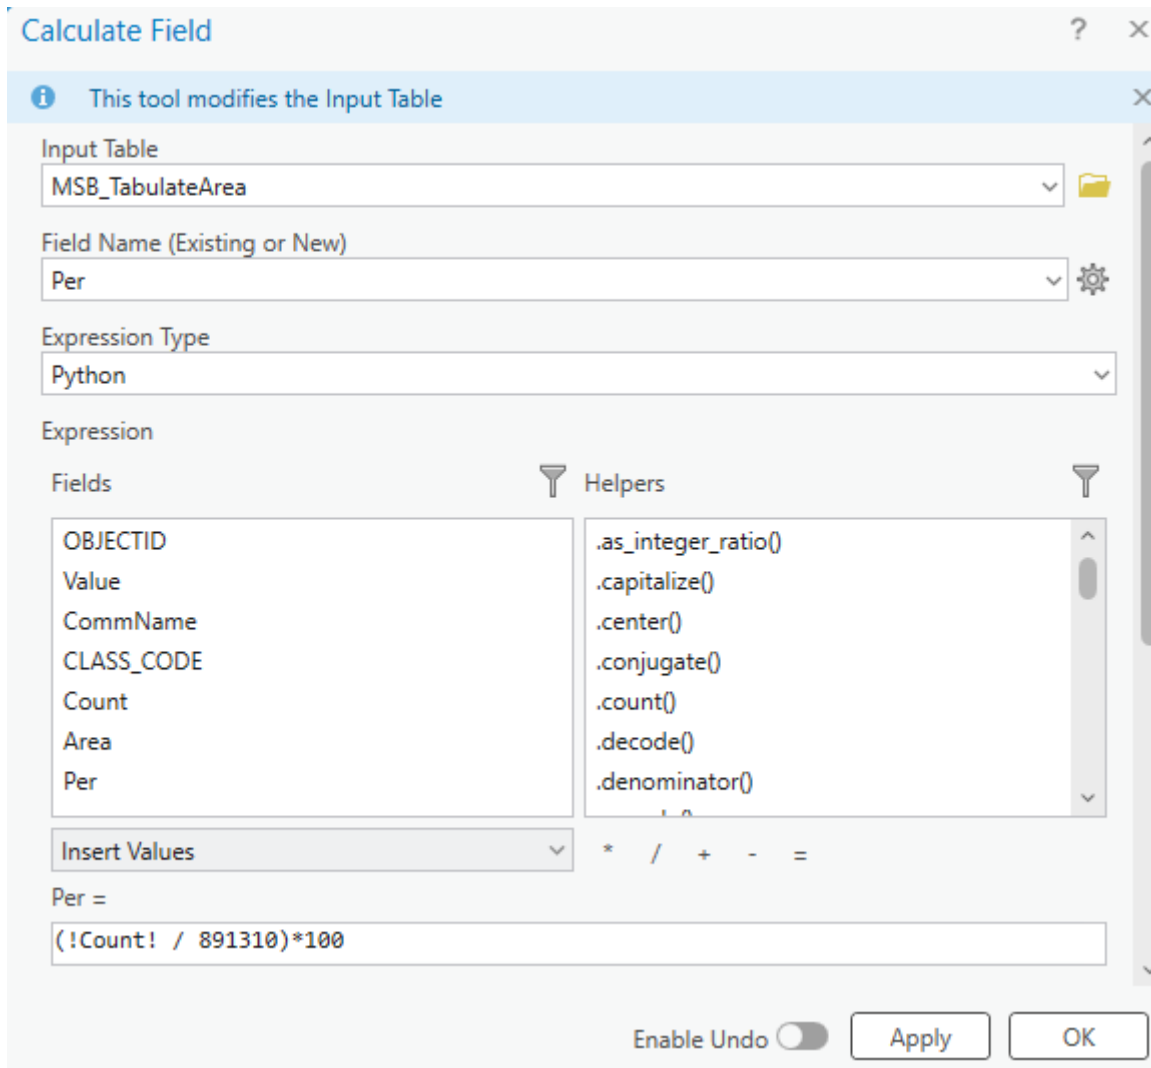 Calculate Field
?
This tool modifies the Input Table
Input Table
MSB_TabulateArea
Field Name (Existing or New)
Per
Expression Type
Python
Expression
Fields
Helpers
OBJECTID
Value
CommName
CLASS_CODE
Count
Area
Per
.as_integer_ratio()
.capitalize()
.center()
.conjugate()
.count()
.decode()
.denominator()
Insert Values
* / + - =
Per =
(!Count! / 891310)*100
Enable Undo
Apply
OK